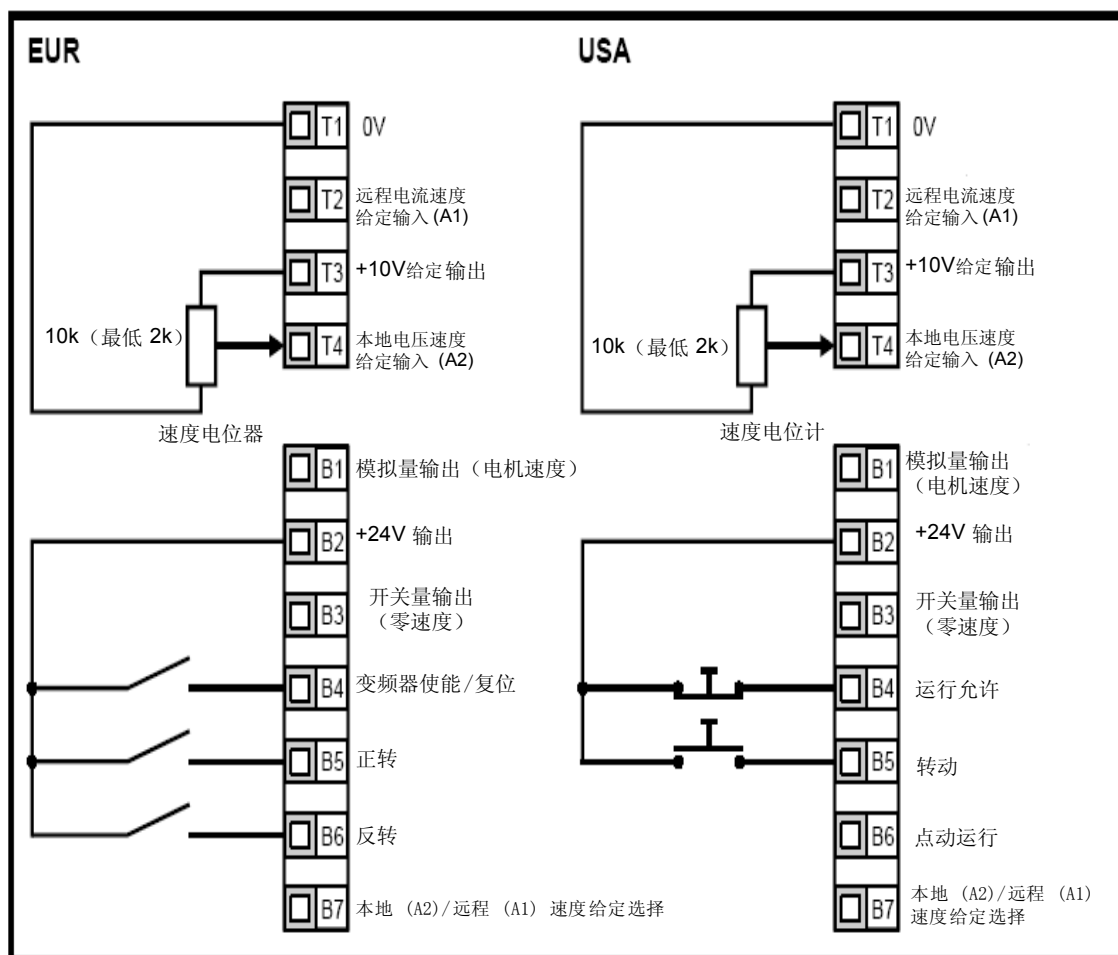 EUR
T1 0V
T2 远程电流速度
给定输入(A1)
T3 +10V给定输出
10k（最低 2k）
T4 本地电压速度
给定输入 (A2)
速度电位器
B1 模拟量输出（电机速度）
B2 +24V 输出
B3 开关量输出
（零速度）
B4 变频器使能/复位
B5 正转
B6 反转
B7 本地 (A2)/远程 (A1) 速度给定选择
USA
T1 0V
T2 远程电流速度
给定输入(A1)
T3 +10V给定输出
10k（最低 2k）
T4 本地电压速度
给定输入 (A2)
速度电位计
B1 模拟量输出
（电机速度）
B2 +24V 输出
B3 开关量输出
（零速度）
B4 运行允许
B5 转动
B6 点动运行
B7 本地 (A2)/远程 (A1)
速度给定选择